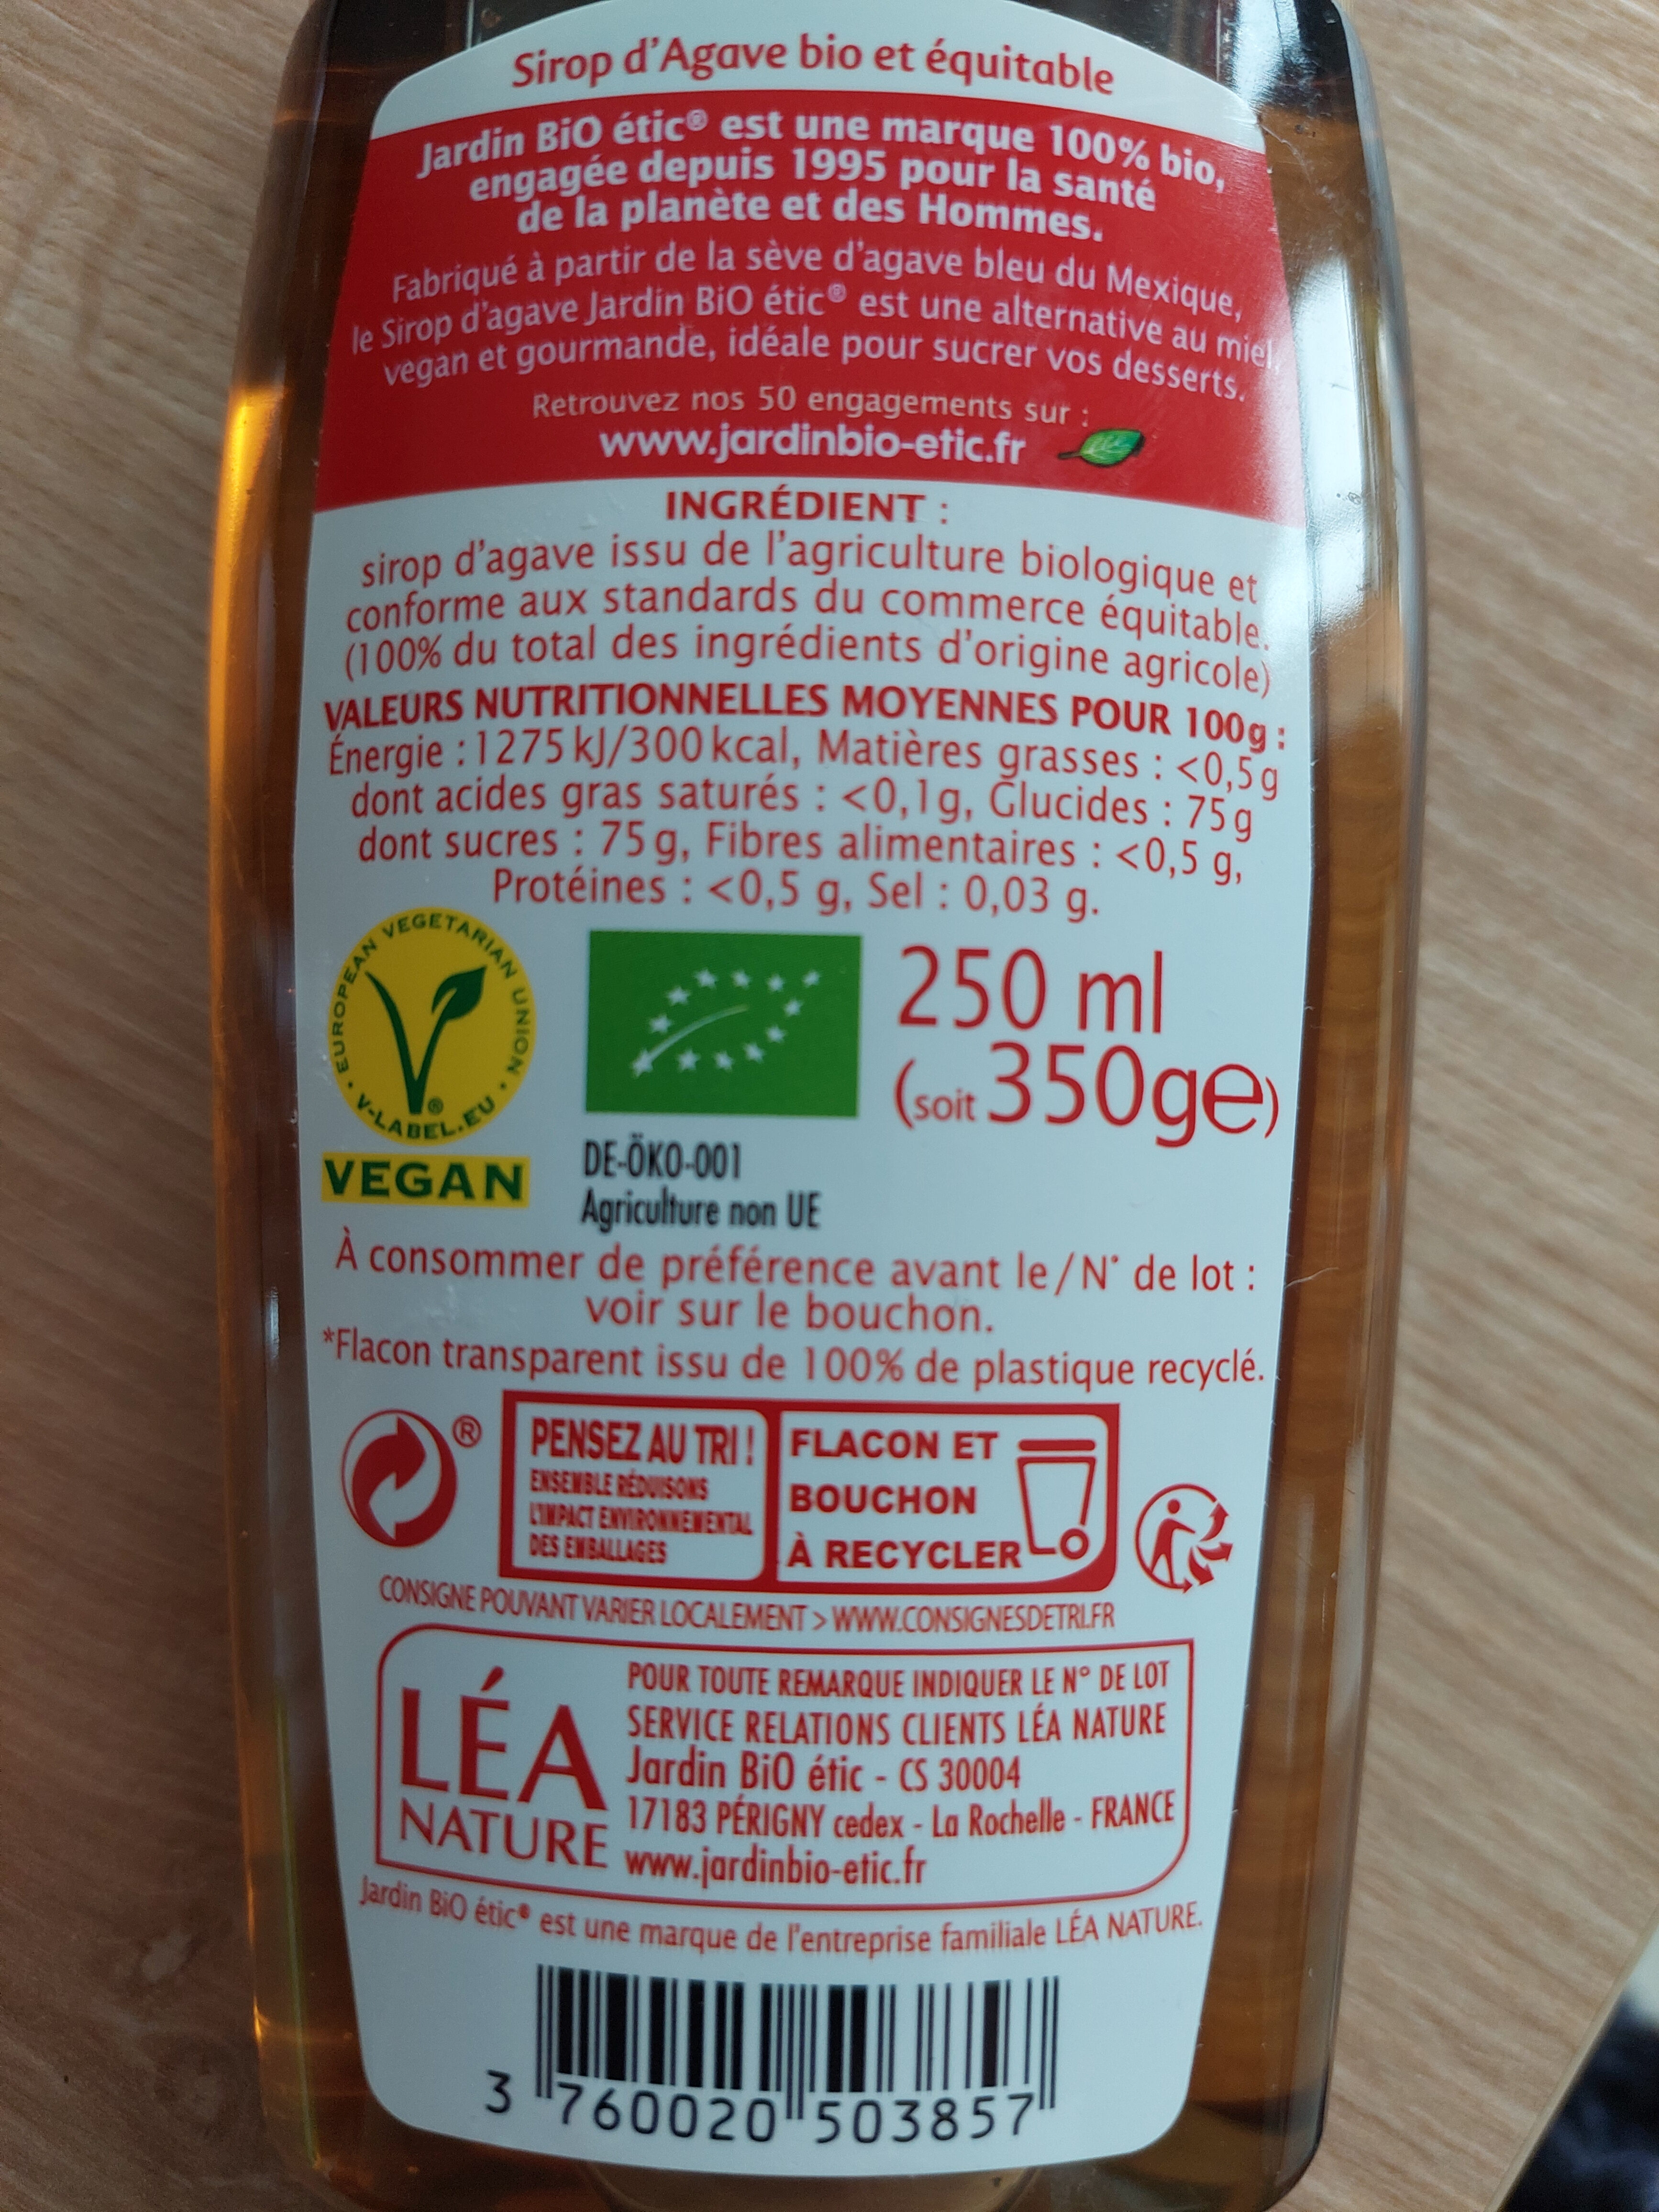 Sirop d'Agave bio et équitable
Jardin BiO étic® est une marque 100% bio,
engagée depuis 1995 pour la santé
de la planète et des Hommes.
Fabriqué à partir de la sève d'agave bleu du Mexique,
le Sirop d'agave Jardin BiO étic® est une alternative au miel,
vegan et gourmande, idéale pour sucrer vos desserts.
Retrouvez nos 50 engagements sur :
www.jardinbio-etic.fr
INGRÉDIENT :
sirop d'agave issu de l'agriculture biologique et
conforme aux standards du commerce équitable.
(100% du total des ingrédients d'origine agricole)
VALEURS NUTRITIONNELLES MOYENNES POUR 100g :
Énergie : 1275 kJ/300 kcal, Matières grasses : <0,5 g
dont acides gras saturés : <0,1g, Glucides : 75 g
dont sucres : 75 g, Fibres alimentaires : <0,5 g,
Protéines : <0,5 g, Sel : 0,03 g.
EUROPEAN VEGETARIAN UNION
V-LABEL.EU ®
VEGAN
250 ml
(soit 350ge)
DE-ÖKO-001
Agriculture non UE
À consommer de préférence avant le/N° de lot :
voir sur le bouchon.
*Flacon transparent issu de 100% de plastique recyclé.
®
PENSEZ AU TRI !
ENSEMBLE RÉDUISONS
L'IMPACT ENVIRONNEMENTAL
DES EMBALLAGES
FLACON ET
BOUCHON
À RECYCLER
CONSIGNE POUVANT VARIER LOCALEMENT > WWW.CONSIGNESDETRI.FR
LÉA
NATURE
POUR TOUTE REMARQUE INDIQUER LE N° DE LOT
SERVICE RELATIONS CLIENTS LÉA NATURE
Jardin BiO étic - CS 30004
17183 PÉRIGNY cedex - La Rochelle - FRANCE
www.jardinbio-etic.fr
Jardin BiO étic® est une marque de l'entreprise familiale LÉA NATURE.
3 760020 503857